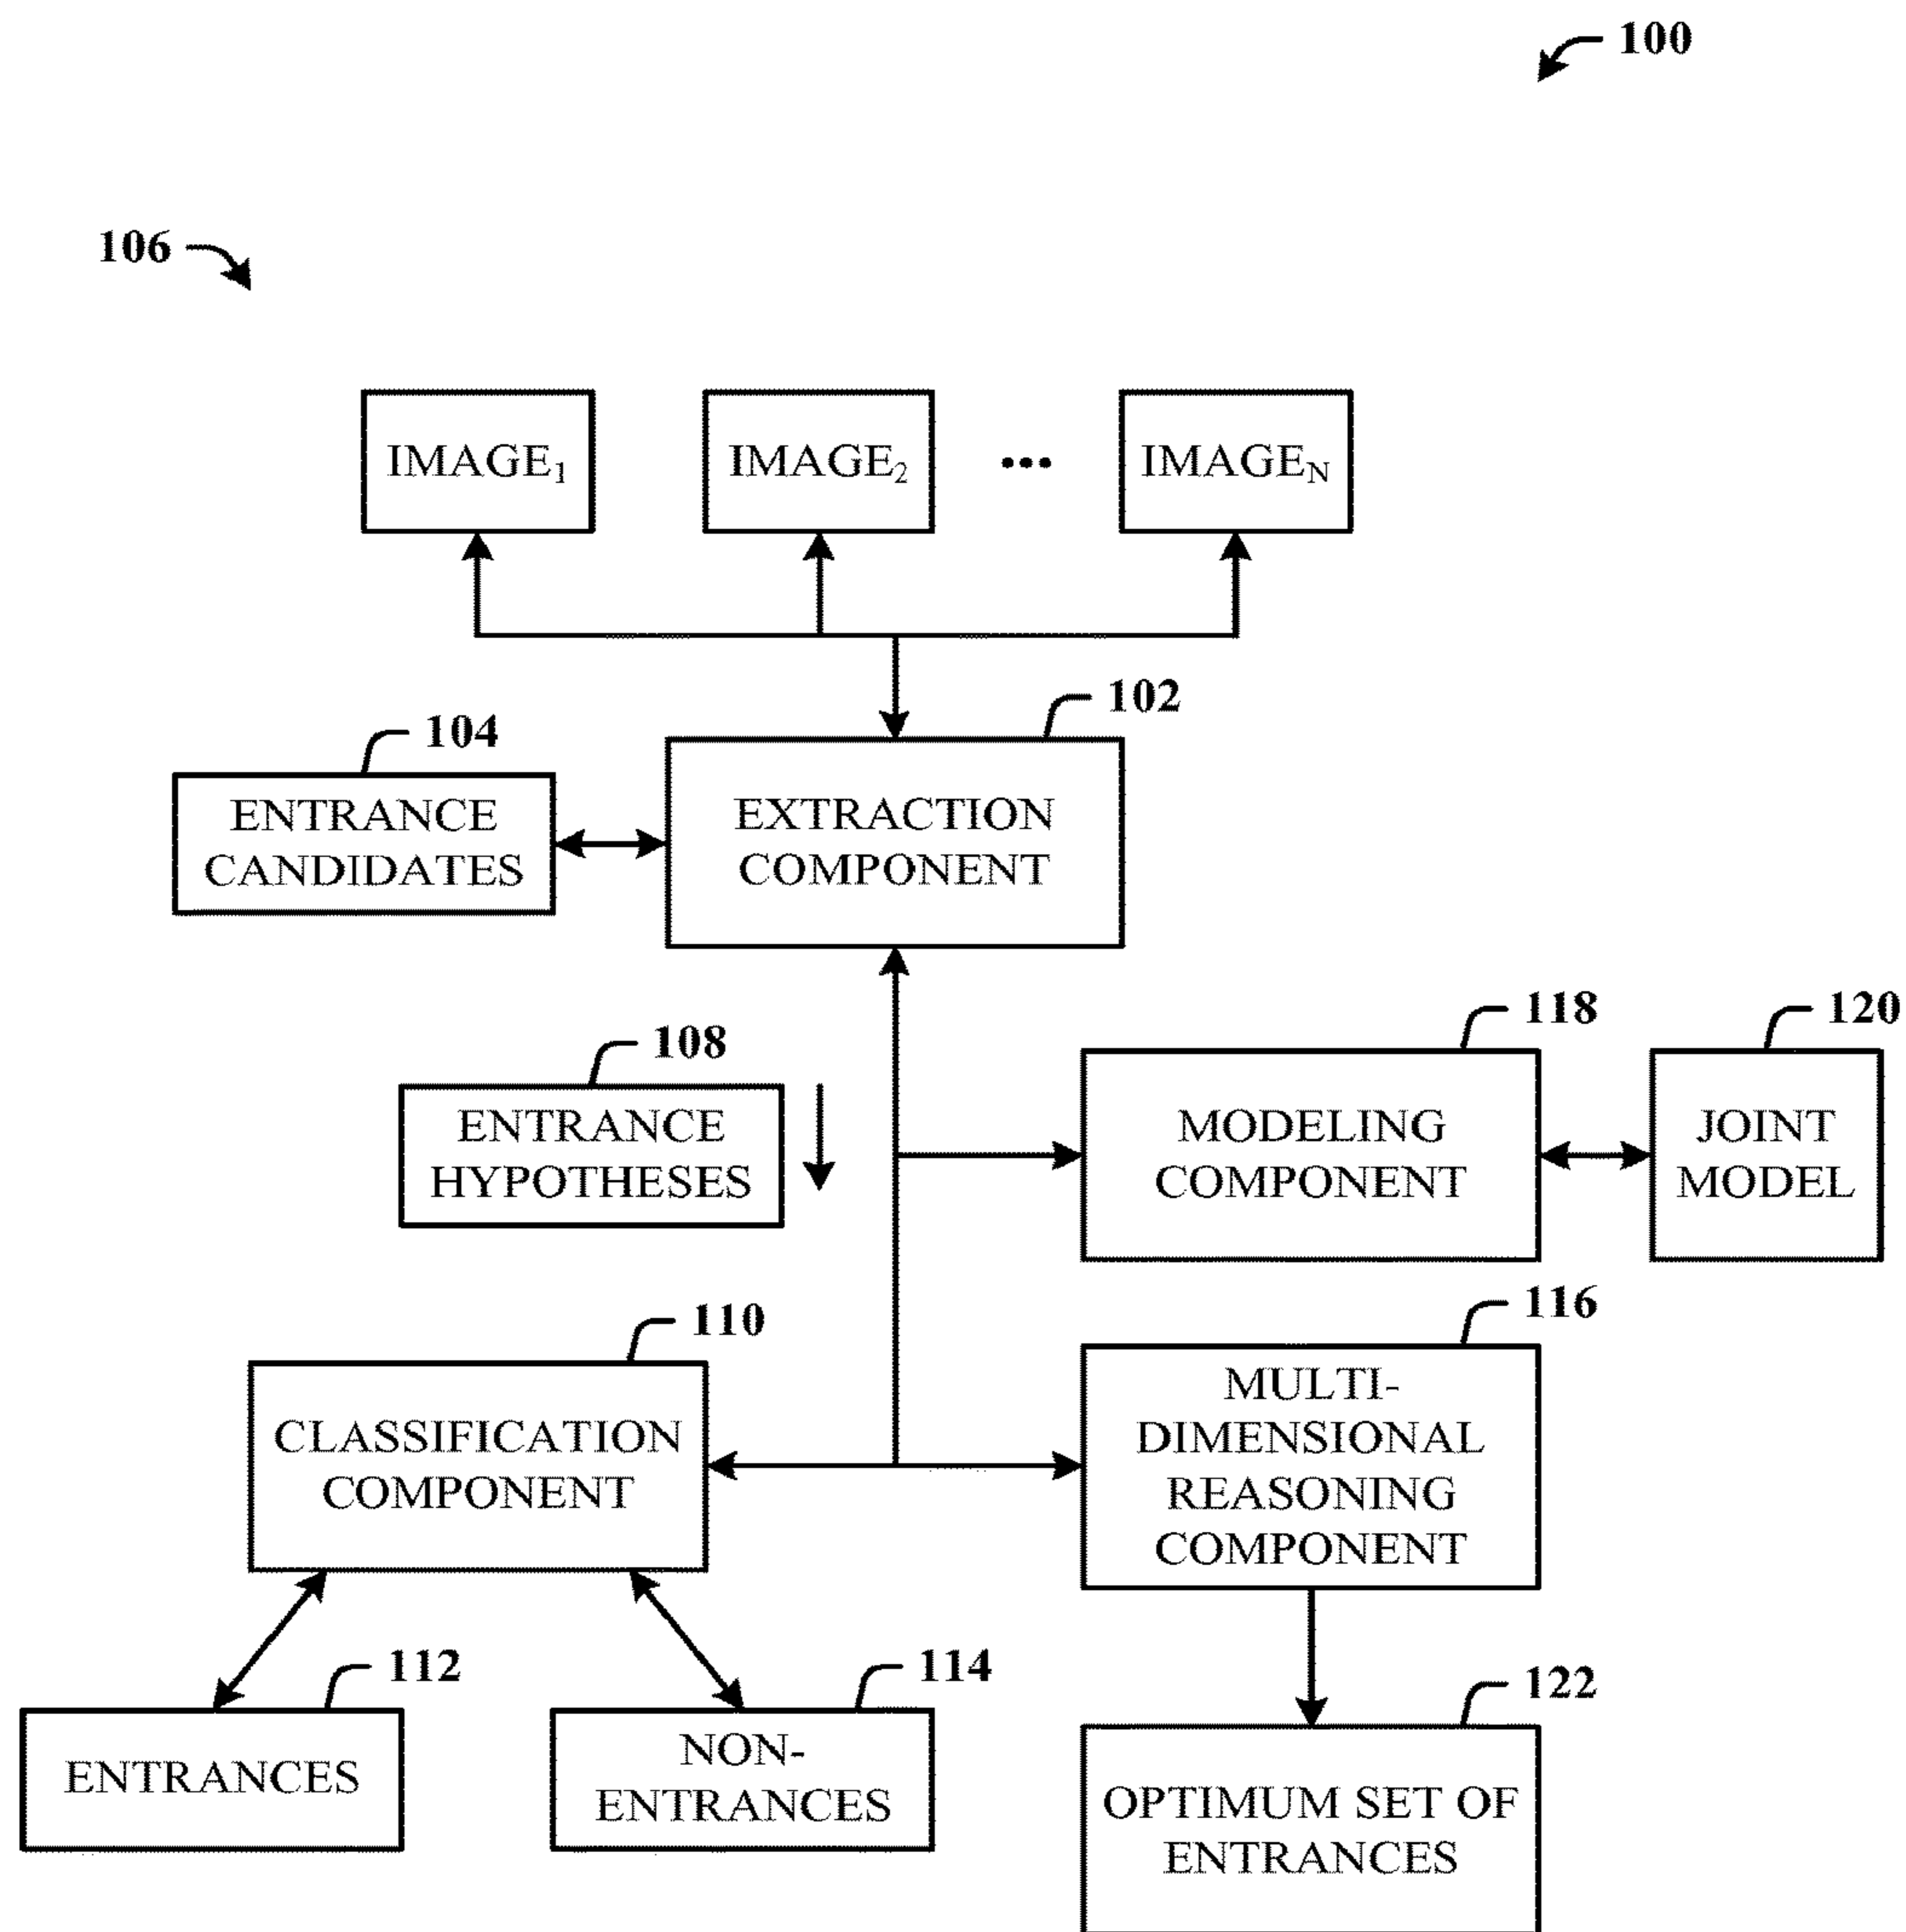 100
106
IMAGE₁
IMAGE₂
...
IMAGEN
102
104
ENTRANCE
CANDIDATES
EXTRACTION
COMPONENT
118
120
108
ENTRANCE
HYPOTHESES
MODELING
COMPONENT
JOINT
MODEL
110
116
CLASSIFICATION
COMPONENT
MULTI-
DIMENSIONAL
REASONING
COMPONENT
112
114
122
ENTRANCES
NON-
ENTRANCES
OPTIMUM SET OF
ENTRANCES